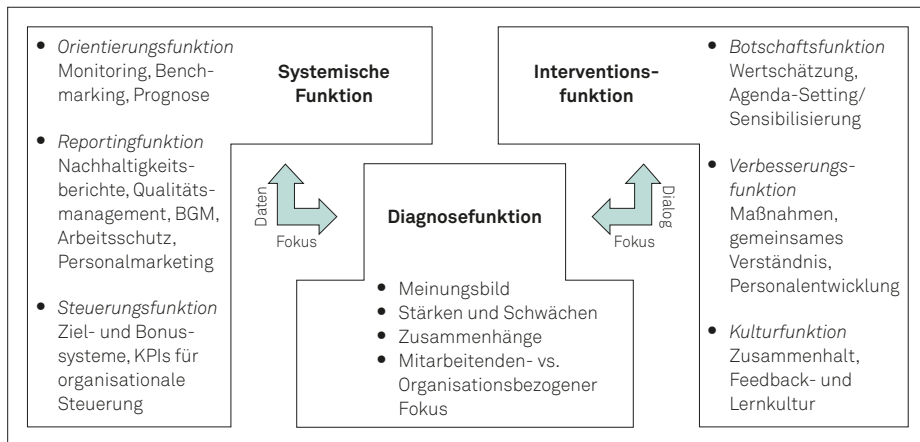 • Orientierungsfunktion
Monitoring, Bench-
marking, Prognose
• Reportingfunktion
Nachhaltigkeits-
berichte, Qualitäts-
management, BGM,
Arbeitsschutz,
Personalmarketing
• Steuerungsfunktion
Ziel- und Bonus-
systeme, KPIs für
organisationale
Steuerung
Systemische
Funktion
Daten
Fokus
Diagnosefunktion
• Meinungsbild
• Stärken und Schwächen
• Zusammenhänge
• Mitarbeitenden- vs.
Organisationsbezogener
Fokus
Dialog
Fokus
Interventions-
funktion
• Botschaftsfunktion
Wertschätzung,
Agenda-Setting/
Sensibilisierung
• Verbesserungs-
funktion
Maßnahmen,
gemeinsames
Verständnis,
Personalentwicklung
• Kulturfunktion
Zusammenhalt,
Feedback- und
Lernkultur